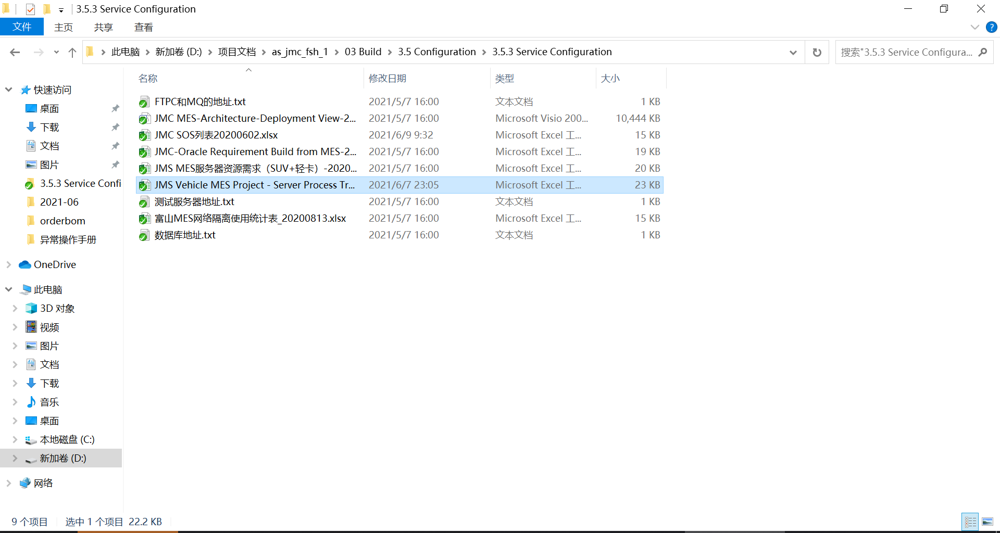 3.5.3 Service Configuration
文件 主页 共享 查看
此电脑 新加卷 (D:) 项目文档 as_jmc_fsh_1 03 Build 3.5 Configuration 3.5.3 Service Configuration
搜索"3.5.3 Service Configura...
名称 修改日期 类型 大小
FTPC和MQ的地址.txt 2021/5/7 16:00 文本文档 1 KB
JMC MES-Architecture-Deployment View-2... 2021/5/7 16:00 Microsoft Visio 200... 10,444 KB
JMC SOS列表20200602.xlsx 2021/6/9 9:32 Microsoft Excel 工... 15 KB
JMC-Oracle Requirement Build from MES-2... 2021/5/7 16:00 Microsoft Excel 工... 19 KB
JMS MES服务器资源需求（SUV+轻卡）-2020... 2021/5/7 16:00 Microsoft Excel 工... 20 KB
JMS Vehicle MES Project - Server Process Tr... 2021/6/7 23:05 Microsoft Excel 工... 23 KB
测试服务器地址.txt 2021/5/7 16:00 文本文档 1 KB
富山MES网络隔离使用统计表_20200813.xlsx 2021/5/7 16:00 Microsoft Excel 工... 15 KB
数据库地址.txt 2021/5/7 16:00 文本文档 1 KB
快速访问
桌面
下载
文档
图片
3.5.3 Service Confi
2021-06
orderbom
异常操作手册
OneDrive
此电脑
3D 对象
视频
图片
文档
下载
音乐
桌面
本地磁盘 (C:)
新加卷 (D:)
网络
9 个项目 选中 1 个项目 22.2 KB